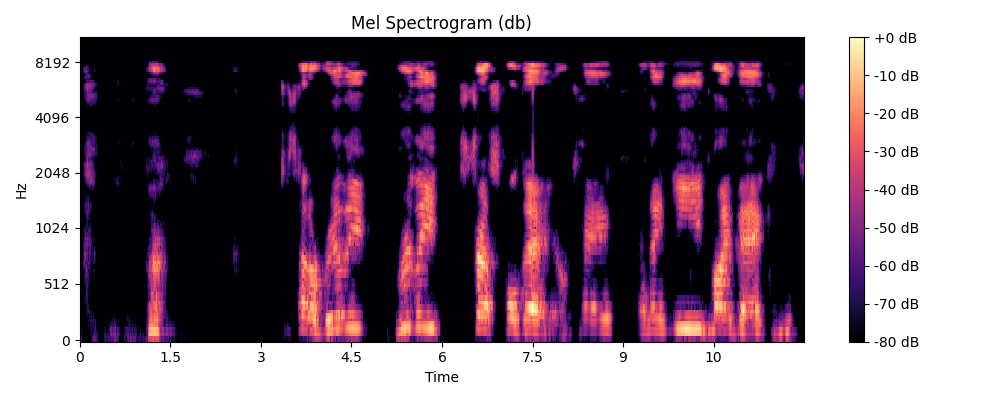 Mel Spectrogram (db)
8192
4096
2048
1024
512
0
Hz
0 1.5 3 4.5 6 7.5 9 10
Time
+0 dB
-10 dB
-20 dB
-30 dB
-40 dB
-50 dB
-60 dB
-70 dB
-80 dB